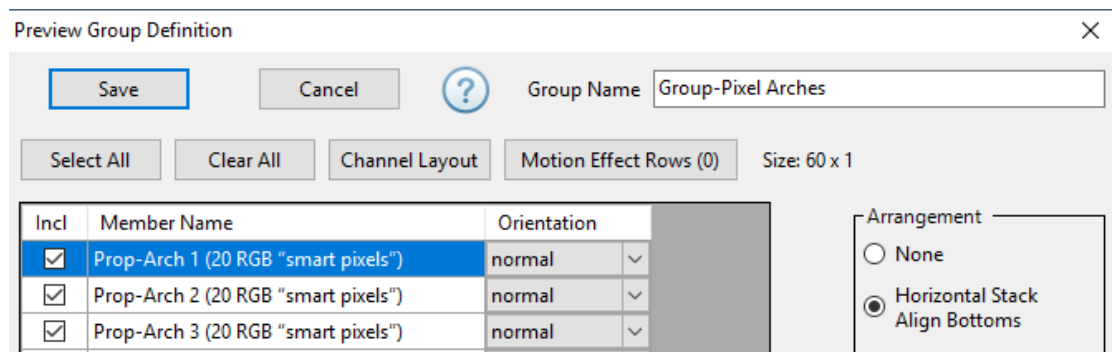 Preview Group Definition
Save Cancel ? Group Name Group-Pixel Arches
Select All Clear All Channel Layout Motion Effect Rows (0) Size: 60 x 1
Incl Member Name Orientation
Prop-Arch 1 (20 RGB “smart pixels”) normal
Prop-Arch 2 (20 RGB “smart pixels”) normal
Prop-Arch 3 (20 RGB “smart pixels”) normal
Arrangement
None
Horizontal Stack
Align Bottoms